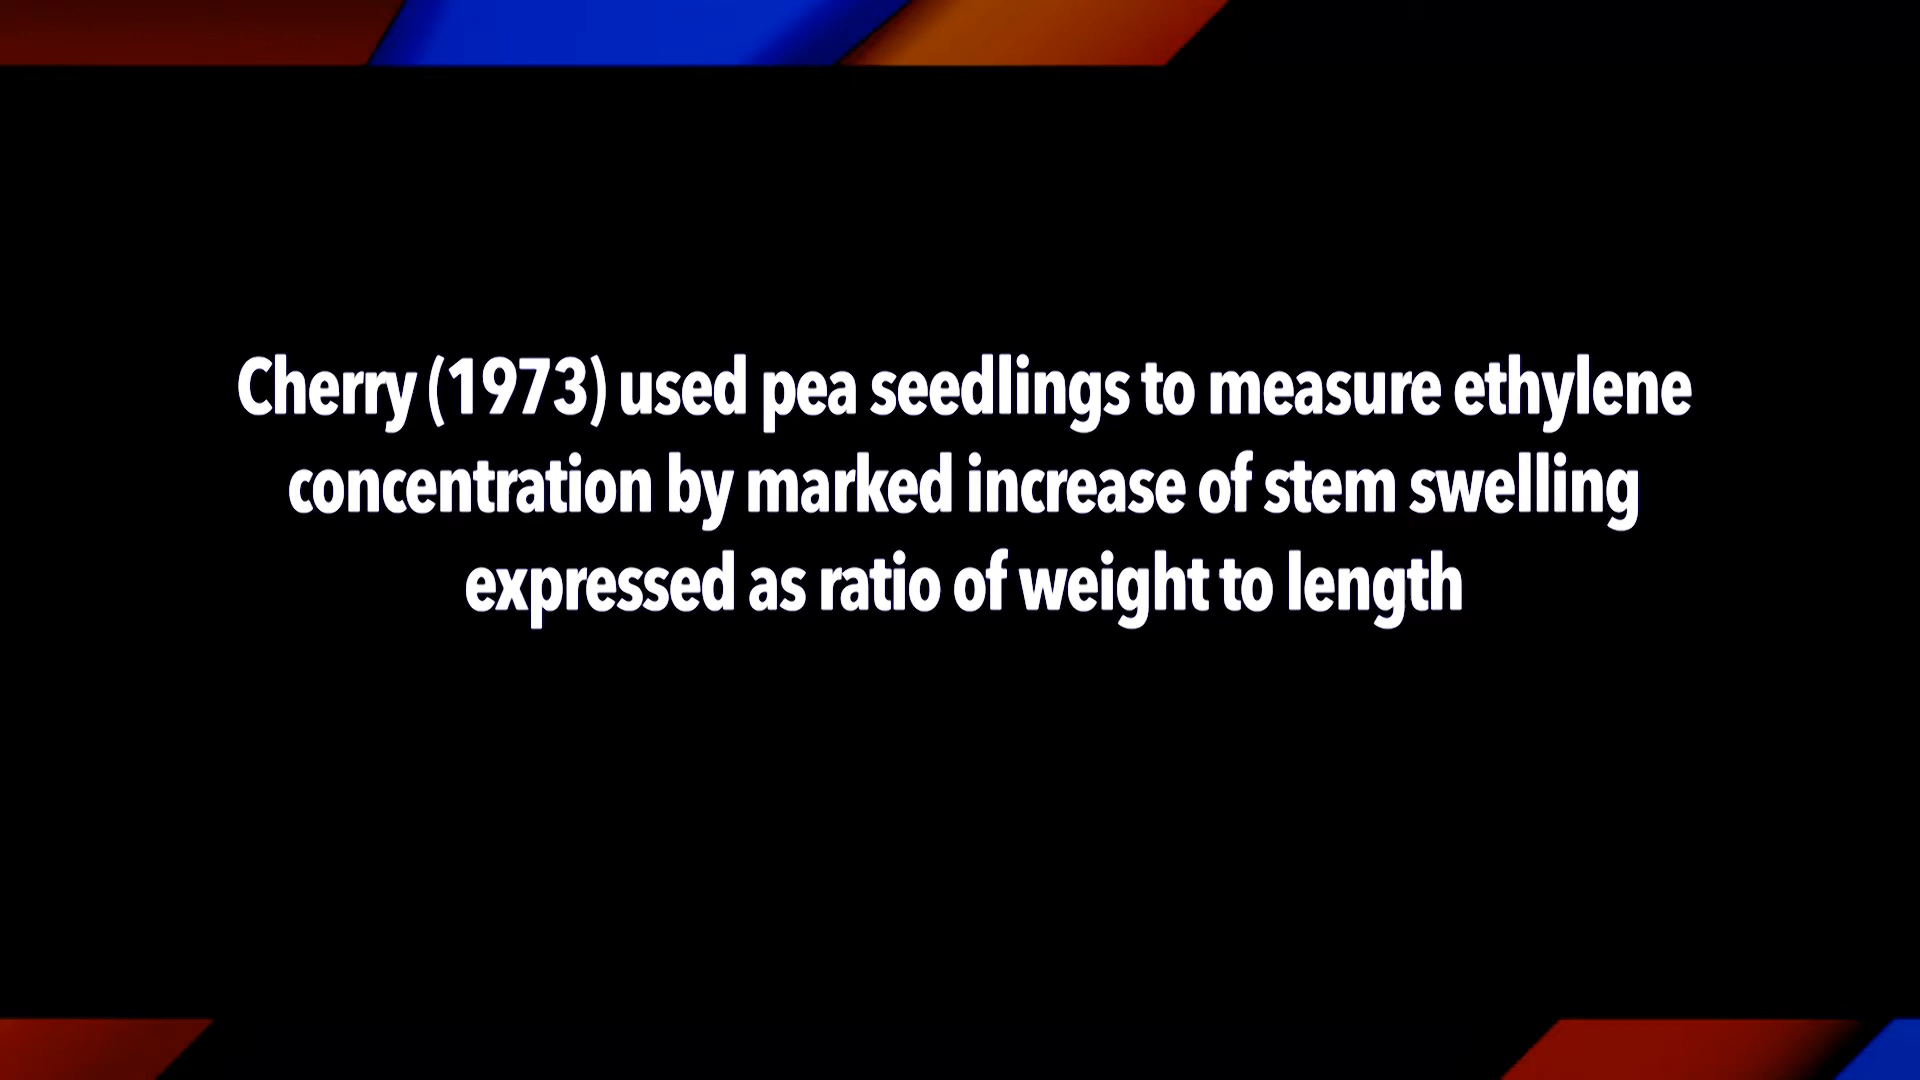 Cherry (1973) used pea seedlings to measure ethylene
concentration by marked increase of stem swelling
expressed as ratio of weight to length